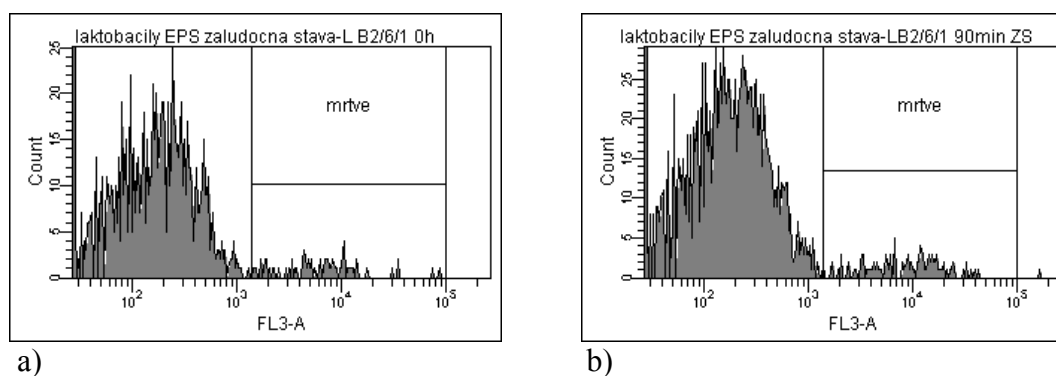 laktobacily EPS zaludocna stava-L B2/6/1 0h
25
20
15
10
5
0
Count
mrtve
10^2
10^3
10^4
10^5
FL3-A
a)
laktobacily EPS zaludocna stava-LB2/6/1 90min ZS
25
20
15
10
5
0
Count
mrtve
10^2
10^3
10^4
10^5
FL3-A
b)